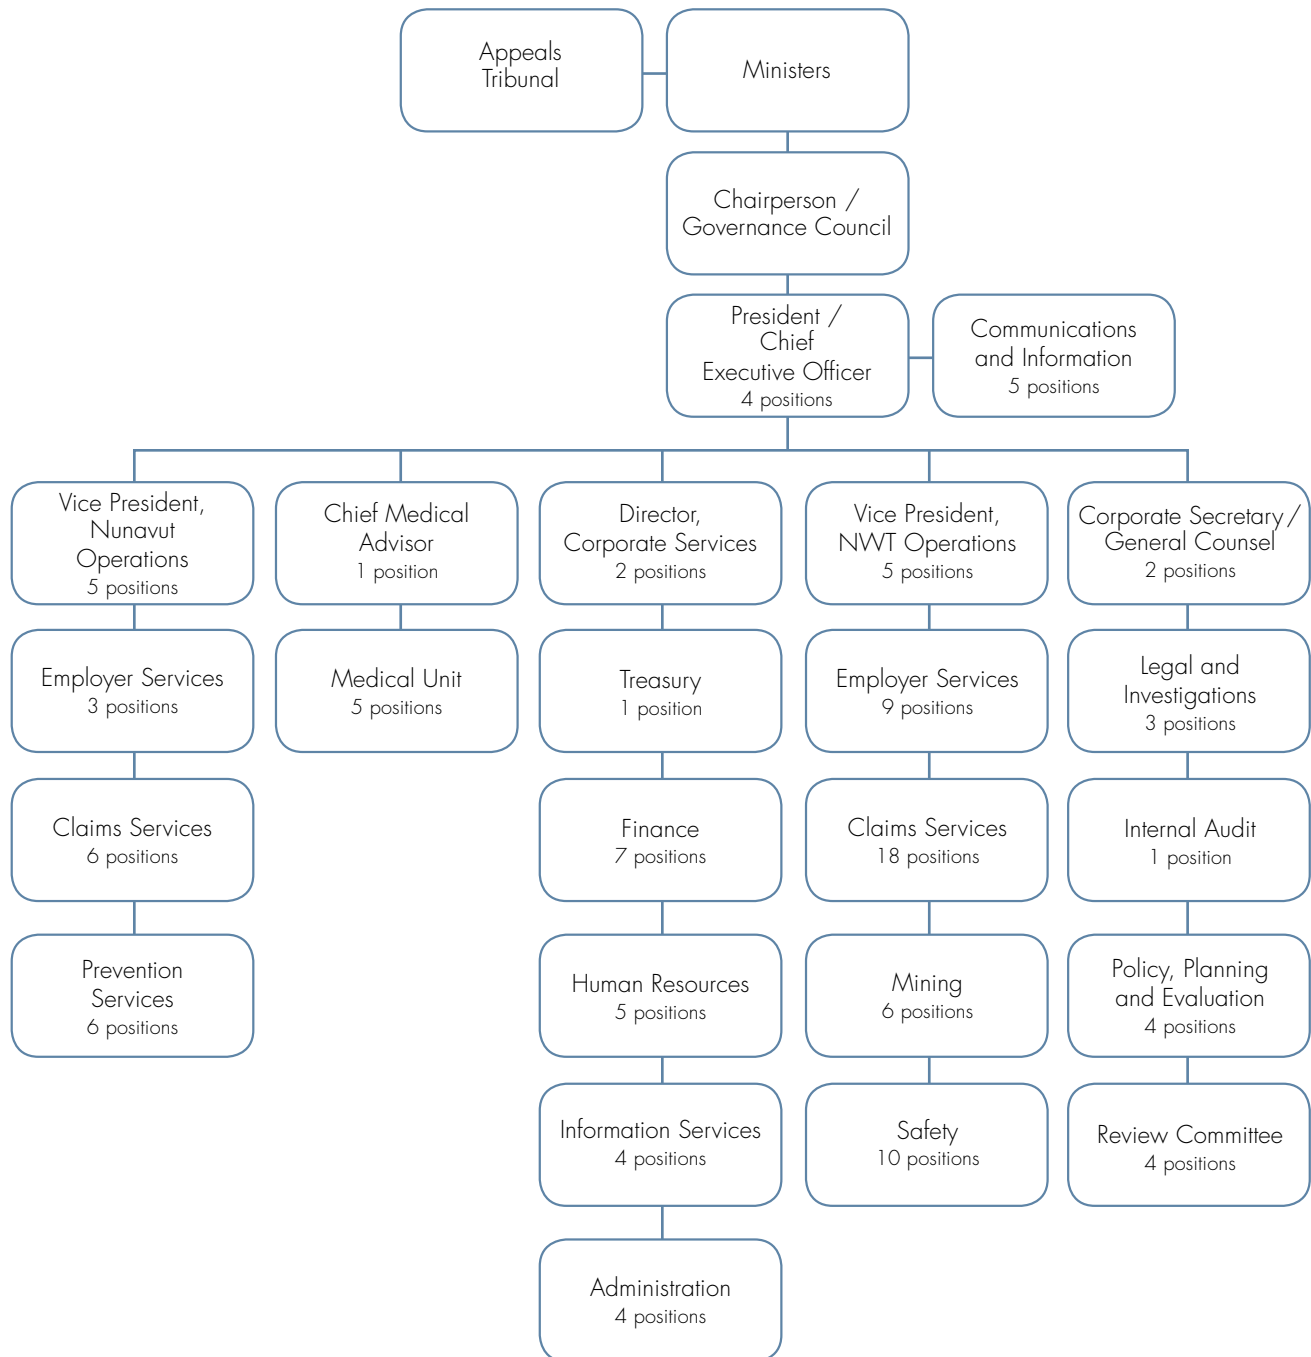 Appeals
Tribunal
Ministers
Chairperson /
Governance Council
President /
Chief
Executive Officer
4 positions
Communications
and Information
5 positions
Vice President,
Nunavut
Operations
5 positions
Chief Medical
Advisor
1 position
Director,
Corporate Services
2 positions
Vice President,
NWT Operations
5 positions
Corporate Secretary /
General Counsel
2 positions
Employer Services
3 positions
Medical Unit
5 positions
Treasury
1 position
Employer Services
9 positions
Legal and
Investigations
3 positions
Claims Services
6 positions
Finance
7 positions
Claims Services
18 positions
Internal Audit
1 position
Prevention
Services
6 positions
Human Resources
5 positions
Mining
6 positions
Policy, Planning
and Evaluation
4 positions
Information Services
4 positions
Safety
10 positions
Review Committee
4 positions
Administration
4 positions